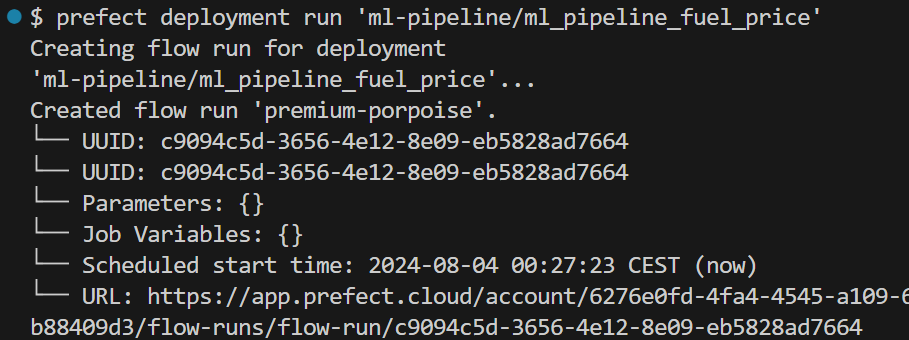 $ prefect deployment run 'ml-pipeline/ml_pipeline_fuel_price'
Creating flow run for deployment
'ml-pipeline/ml_pipeline_fuel_price'...
Created flow run 'premium-porpoise'.
└── UUID: c9094c5d-3656-4e12-8e09-eb5828ad7664
└── UUID: c9094c5d-3656-4e12-8e09-eb5828ad7664
└── Parameters: {}
└── Job Variables: {}
└── Scheduled start time: 2024-08-04 00:27:23 CEST (now)
└── URL: https://app.prefect.cloud/account/6276e0fd-4fa4-4545-a109-6
b88409d3/flow-runs/flow-run/c9094c5d-3656-4e12-8e09-eb5828ad7664